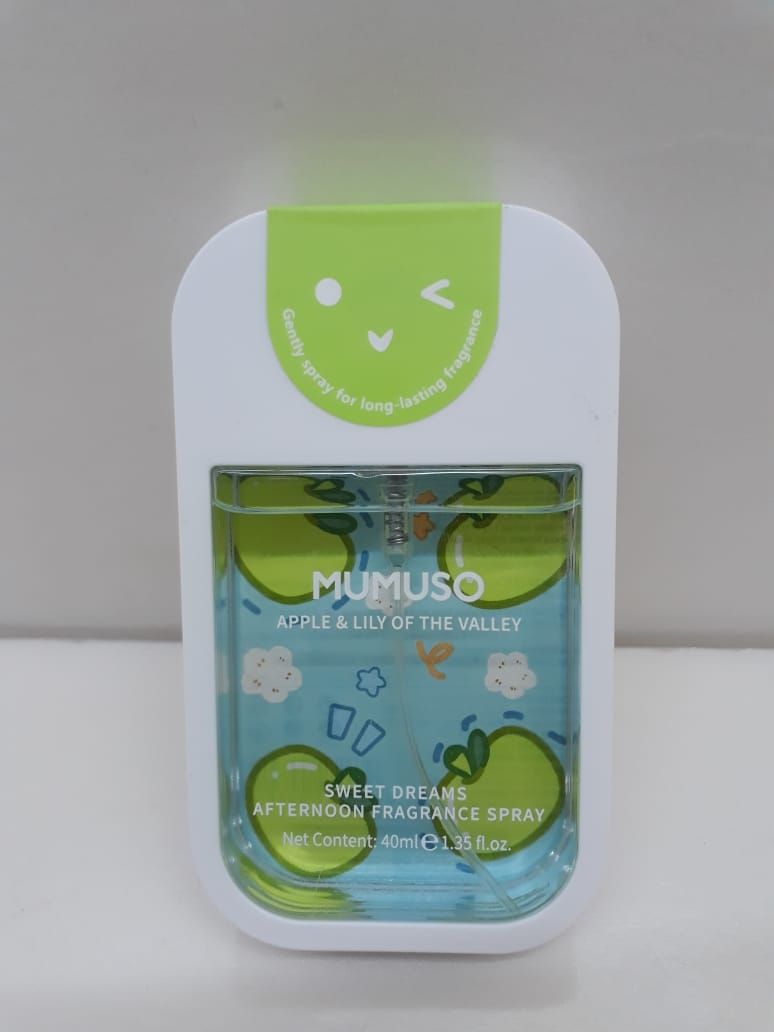 Gently spray for long-lasting fragrance
MUMUSO
APPLE & LILY OF THE VALLEY
SWEET DREAMS
AFTERNOON FRAGRANCE SPRAY
Net Content: 40ml ℮ 1.35 fl.oz.